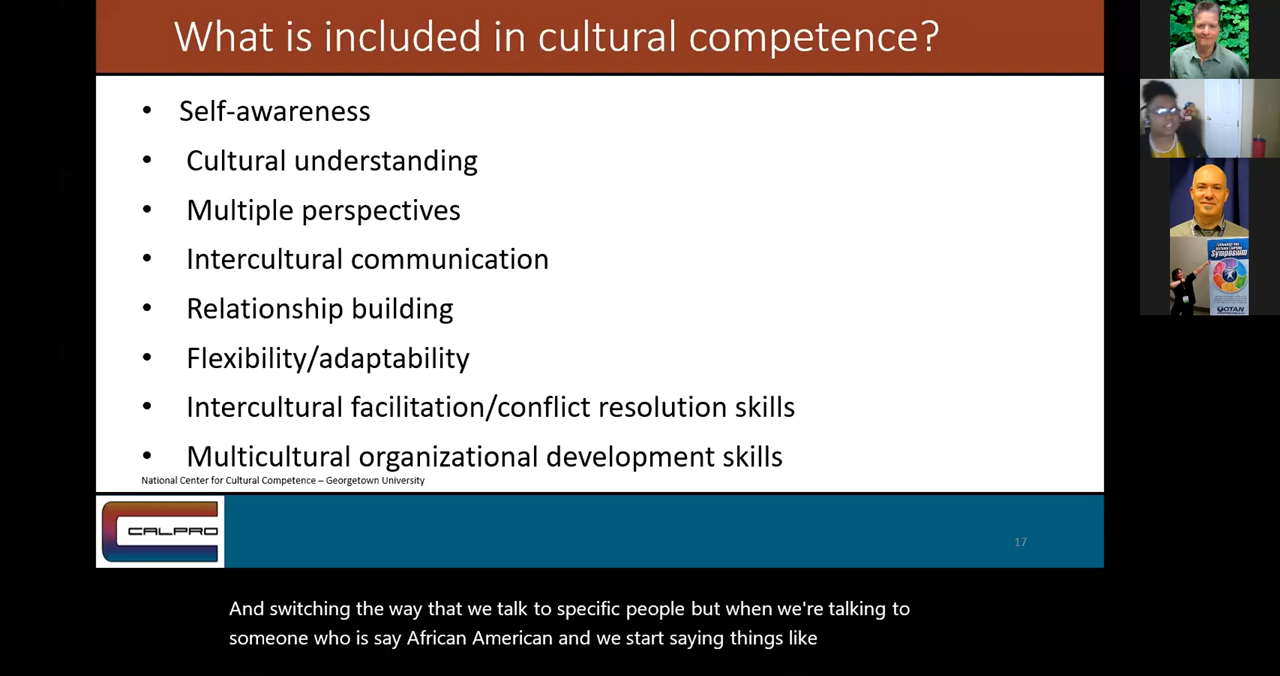 What is included in cultural competence?
• Self-awareness
• Cultural understanding
• Multiple perspectives
• Intercultural communication
• Relationship building
• Flexibility/adaptability
• Intercultural facilitation/conflict resolution skills
• Multicultural organizational development skills
National Center for Cultural Competence – Georgetown University
CALPRO
17
And switching the way that we talk to specific people but when we're talking to
someone who is say African American and we start saying things like
Symposium
OTAN